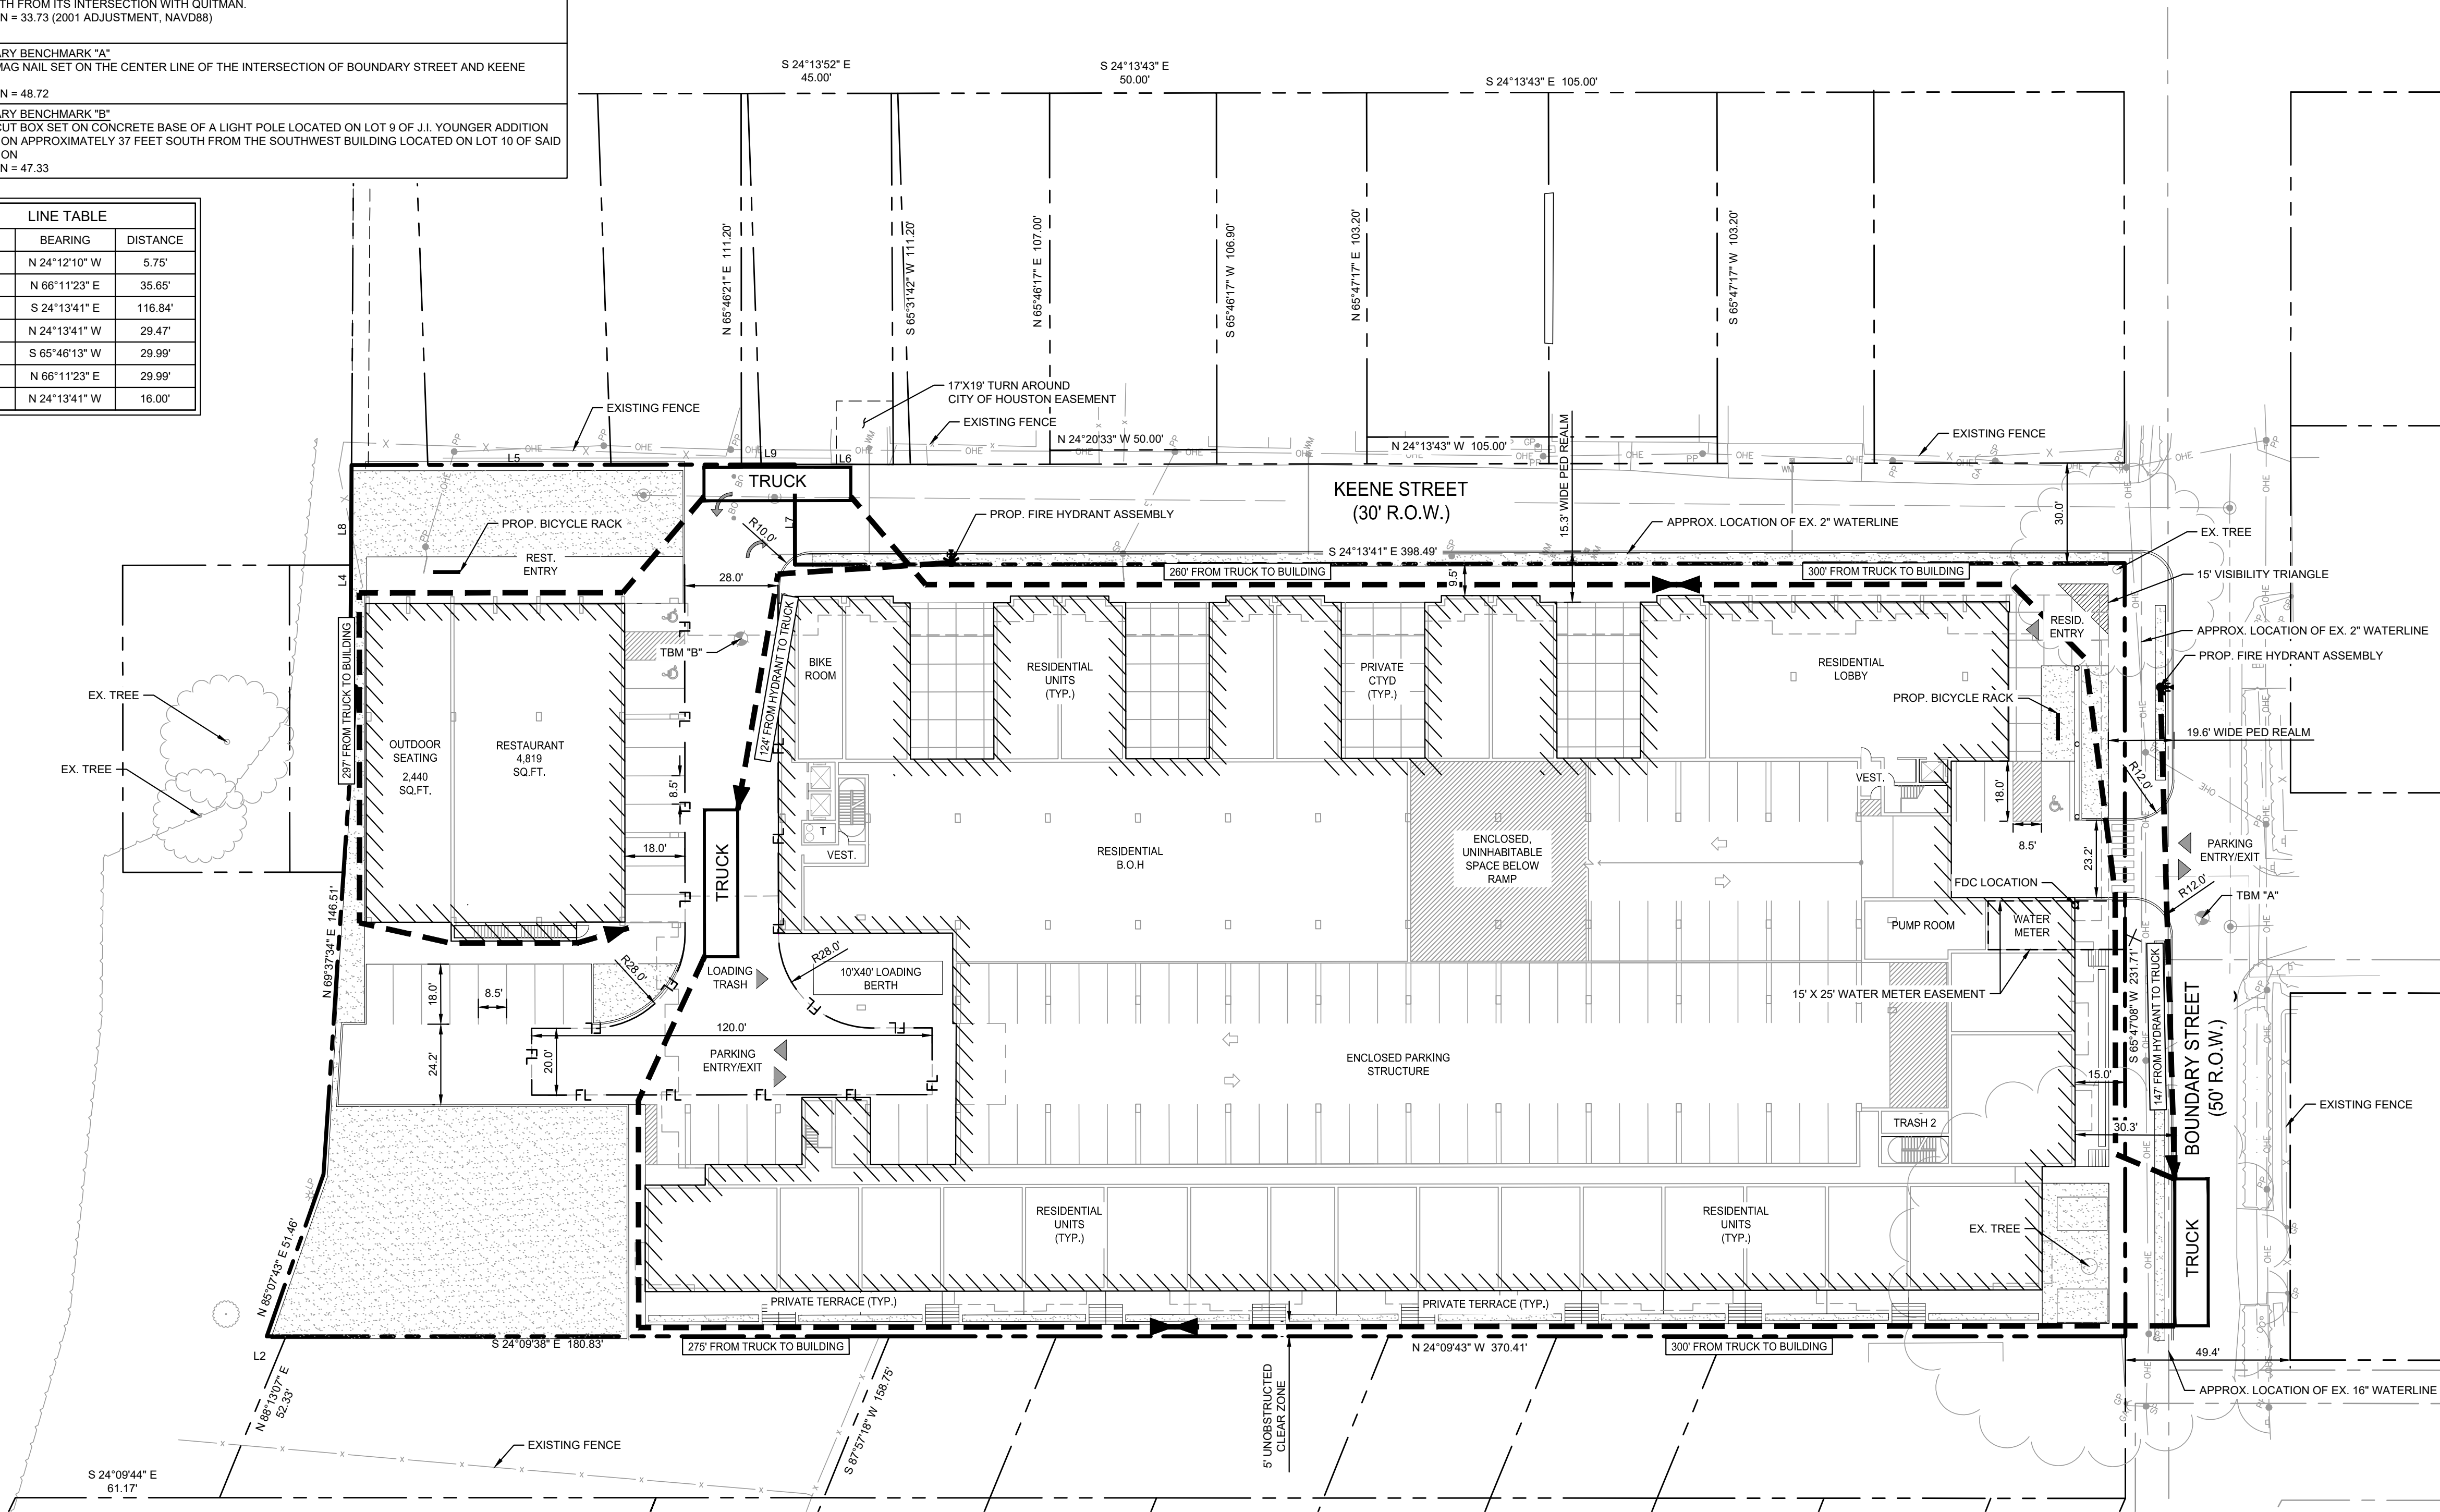 TH FROM ITS INTERSECTION WITH QUITMAN.
N = 33.73 (2001 ADJUSTMENT, NAVD88)
RY BENCHMARK "A"
MAG NAIL SET ON THE CENTER LINE OF THE INTERSECTION OF BOUNDARY STREET AND KEENE
N = 48.72
RY BENCHMARK "B"
CUT BOX SET ON CONCRETE BASE OF A LIGHT POLE LOCATED ON LOT 9 OF J.I. YOUNGER ADDITION
ON APPROXIMATELY 37 FEET SOUTH FROM THE SOUTHWEST BUILDING LOCATED ON LOT 10 OF SAID
ON
N = 47.33
LINE TABLE
BEARING DISTANCE
N 24°12'10" W 5.75'
N 66°11'23" E 35.65'
S 24°13'41" E 116.84'
N 24°13'41" W 29.47'
S 65°46'13" W 29.99'
N 66°11'23" E 29.99'
N 24°13'41" W 16.00'
S 24°13'52" E
45.00'
S 24°13'43" E
50.00'
S 24°13'43" E 105.00'
N 65°46'21" E 111.20'
S 65°31'42" W 111.20'
N 65°46'17" E 107.00'
S 65°46'17" W 106.90'
N 65°47'17" E 103.20'
S 65°47'17" W 103.20'
EXISTING FENCE
17'X19' TURN AROUND
CITY OF HOUSTON EASEMENT
EXISTING FENCE
N 24°20'33" W 50.00'
N 24°13'43" W 105.00'
EXISTING FENCE
L5
L9
L6
L7
L8
L4
TRUCK
KEENE STREET
(30' R.O.W.)
15.3' WIDE PED REALM
30.0'
PROP. BICYCLE RACK
PROP. FIRE HYDRANT ASSEMBLY
APPROX. LOCATION OF EX. 2" WATERLINE
EX. TREE
R10.0'
REST.
ENTRY
28.0'
S 24°13'41" E 398.49'
260' FROM TRUCK TO BUILDING
9.5'
300' FROM TRUCK TO BUILDING
15' VISIBILITY TRIANGLE
RESID.
ENTRY
APPROX. LOCATION OF EX. 2" WATERLINE
PROP. FIRE HYDRANT ASSEMBLY
297' FROM TRUCK TO BUILDING
124' FROM HYDRANT TO TRUCK
TBM "B"
BIKE
ROOM
RESIDENTIAL
UNITS
(TYP.)
PRIVATE
CTYD
(TYP.)
RESIDENTIAL
LOBBY
PROP. BICYCLE RACK
19.6' WIDE PED REALM
EX. TREE
EX. TREE
OUTDOOR
SEATING
2,440
SQ.FT.
RESTAURANT
4,819
SQ.FT.
8.5'
18.0'
TRUCK
T
VEST.
RESIDENTIAL
B.O.H
ENCLOSED,
UNINHABITABLE
SPACE BELOW
RAMP
VEST.
18.0'
8.5'
23.2'
R12.0'
PARKING
ENTRY/EXIT
R12.0'
TBM "A"
FDC LOCATION
PUMP ROOM
WATER
METER
15' X 25' WATER METER EASEMENT
N 69°37'34" E 146.51'
R28.0'
LOADING
TRASH
R28.0'
10'X40' LOADING
BERTH
18.0'
8.5'
24.2'
120.0'
20.0'
PARKING
ENTRY/EXIT
FL FL FL FL
ENCLOSED PARKING
STRUCTURE
S 65°47'08" W 231.71'
147' FROM HYDRANT TO TRUCK
BOUNDARY STREET
(50' R.O.W.)
15.0'
30.3'
EXISTING FENCE
TRASH 2
N 85°07'43" E 51.46'
RESIDENTIAL
UNITS
(TYP.)
RESIDENTIAL
UNITS
(TYP.)
EX. TREE
TRUCK
PRIVATE TERRACE (TYP.)
PRIVATE TERRACE (TYP.)
S 24°09'38" E 180.83'
275' FROM TRUCK TO BUILDING
N 24°09'43" W 370.41'
300' FROM TRUCK TO BUILDING
49.4'
L2
N 88°13'07" E
52.33'
S 87°57'18" W 158.75'
5' UNOBSTRUCTED
CLEAR ZONE
APPROX. LOCATION OF EX. 16" WATERLINE
EXISTING FENCE
S 24°09'44" E
61.17'